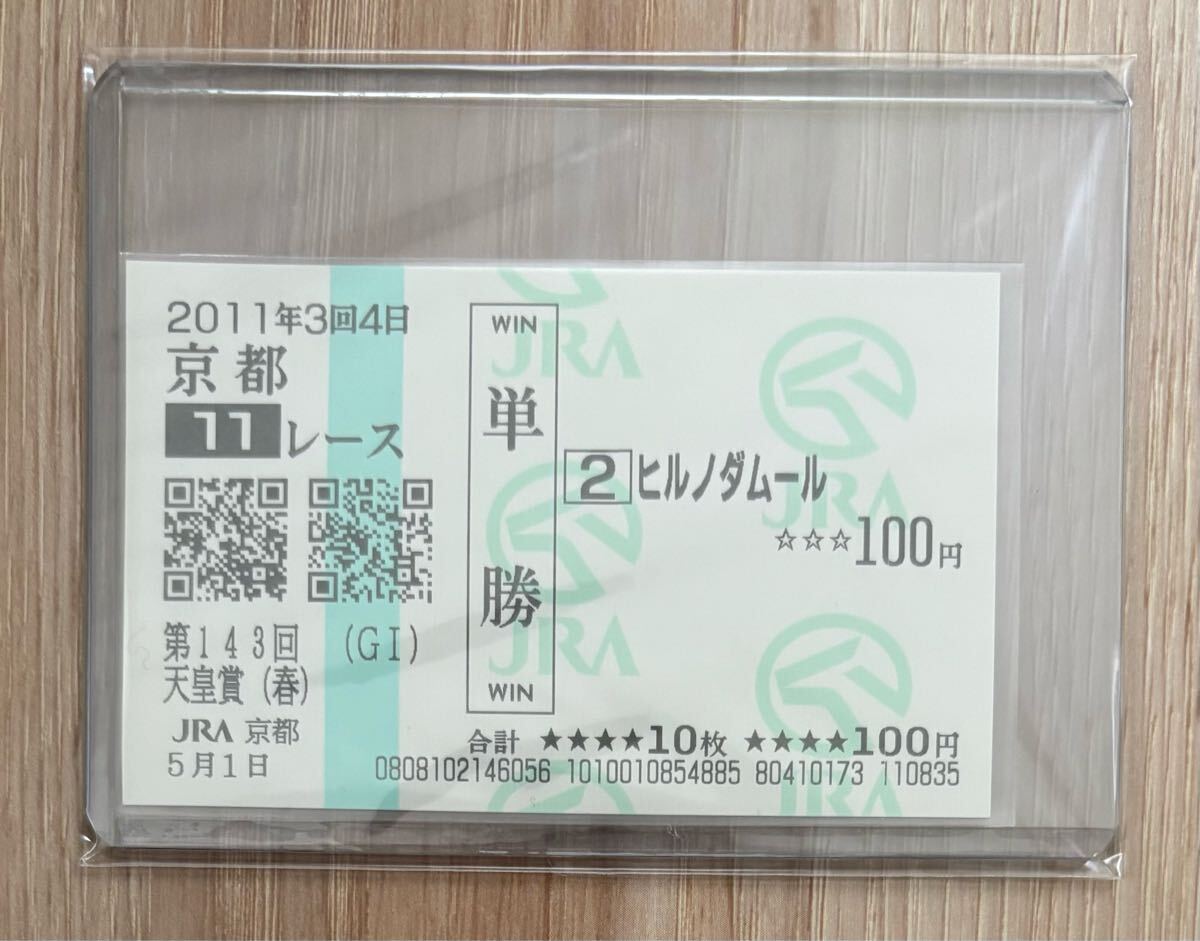 2011年3回4日
京都
11レース
第143回 (GⅠ)
天皇賞(春)
JRA 京都
5月1日
WIN
単勝
WIN
2 ヒルノダムール
☆☆☆100円
合計 ★★★★10枚 ★★★★100円
0808102146056 1010010854885 80410173 110835
JRA
JRA
JRA
JRA